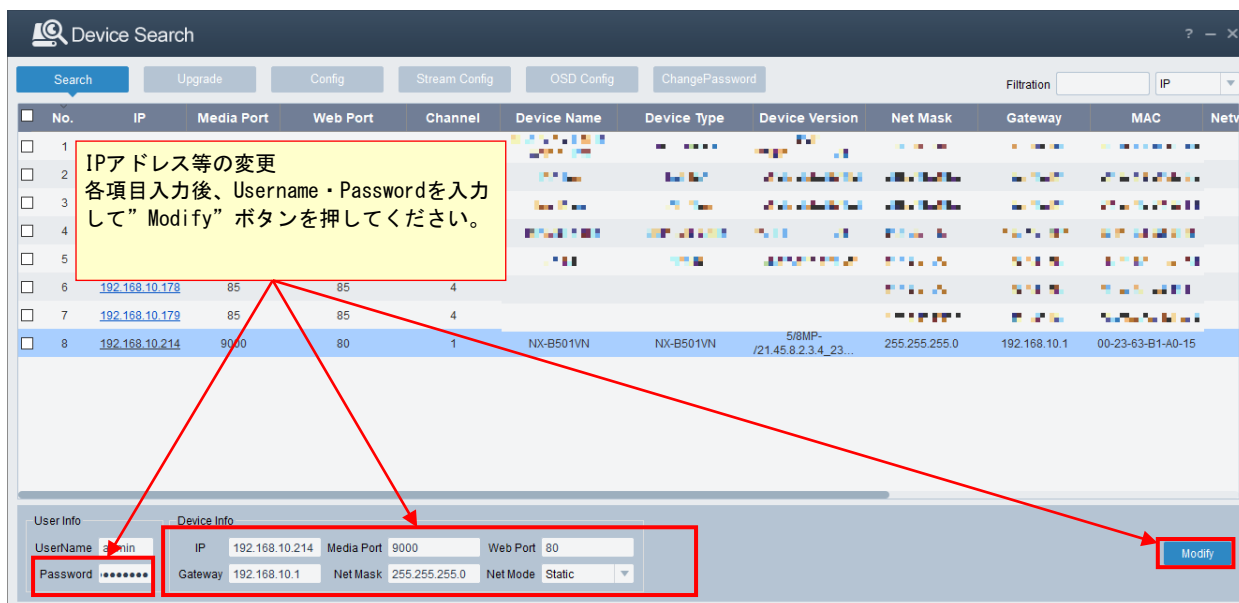 Device Search
? — ×
Search Upgrade Config Stream Config OSD Config ChangePassword Filtration IP
No. IP Media Port Web Port Channel Device Name Device Type Device Version Net Mask Gateway MAC Netw
1
2
3
4
5
IPアドレス等の変更
各項目入力後、Username・Passwordを入力
して”Modify”ボタンを押してください。
6 192.168.10.178 85 85 4
7 192.168.10.179 85 85 4
8 192.168.10.214 9000 80 1 NX-B501VN NX-B501VN 5/8MP-
/21.45.8.2.3.4_23... 255.255.255.0 192.168.10.1 00-23-63-B1-A0-15
User Info Device Info
UserName admin IP 192.168.10.214 Media Port 9000 Web Port 80
Password Gateway 192.168.10.1 Net Mask 255.255.255.0 Net Mode Static
Modify